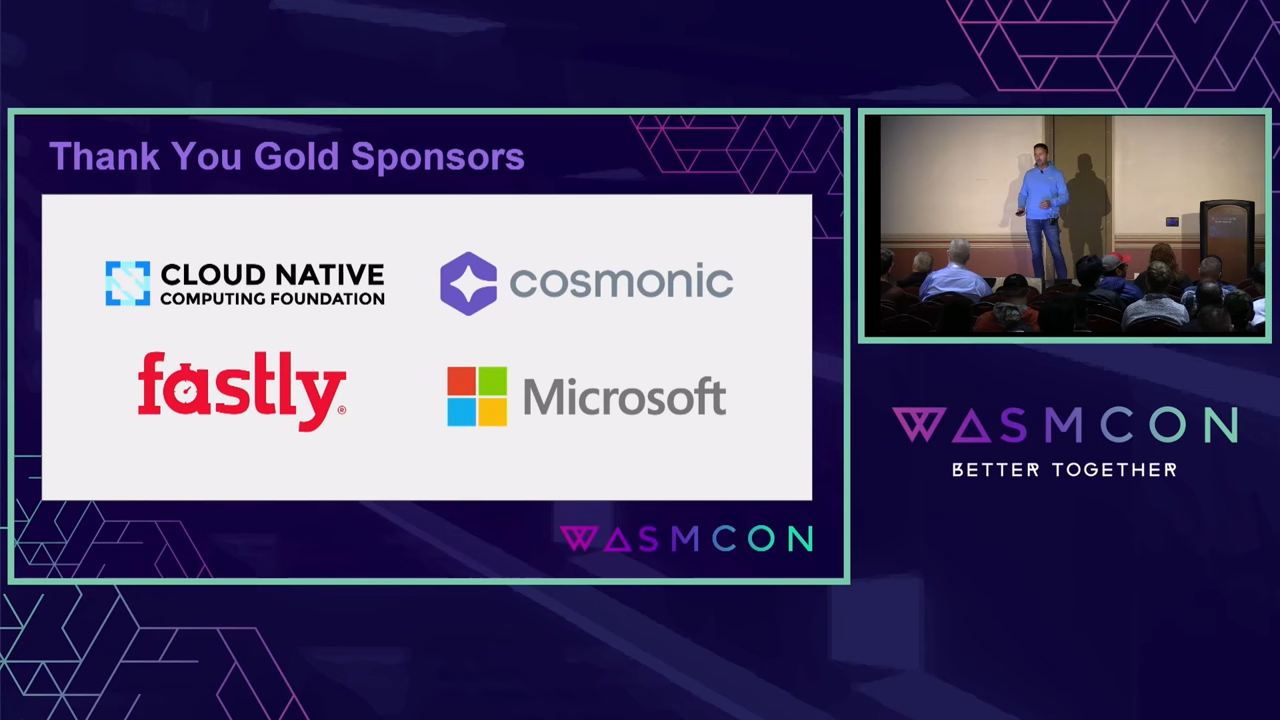 Thank You Gold Sponsors
CLOUD NATIVE
COMPUTING FOUNDATION
cosmonic
fastly®
Microsoft
WASMCON
WASMCON
BETTER TOGETHER